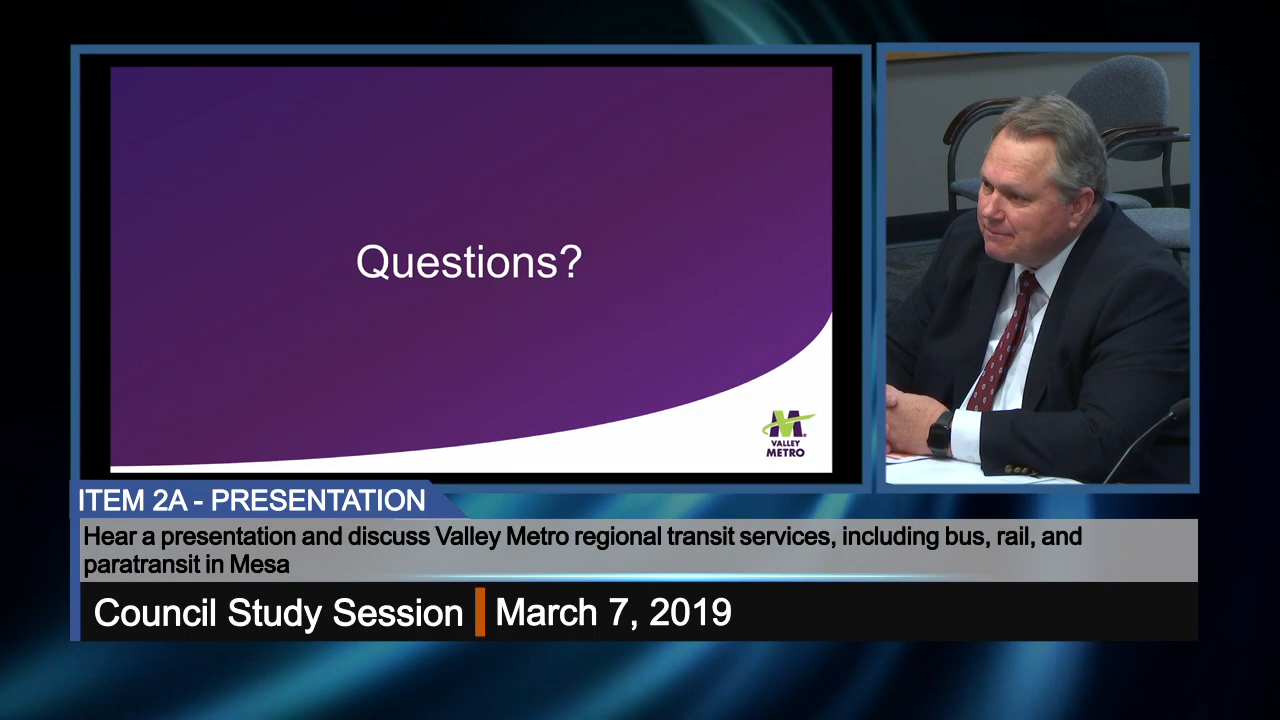 Questions?
VALLEY
METRO
ITEM 2A - PRESENTATION
Hear a presentation and discuss Valley Metro regional transit services, including bus, rail, and
paratransit in Mesa
Council Study Session
March 7, 2019